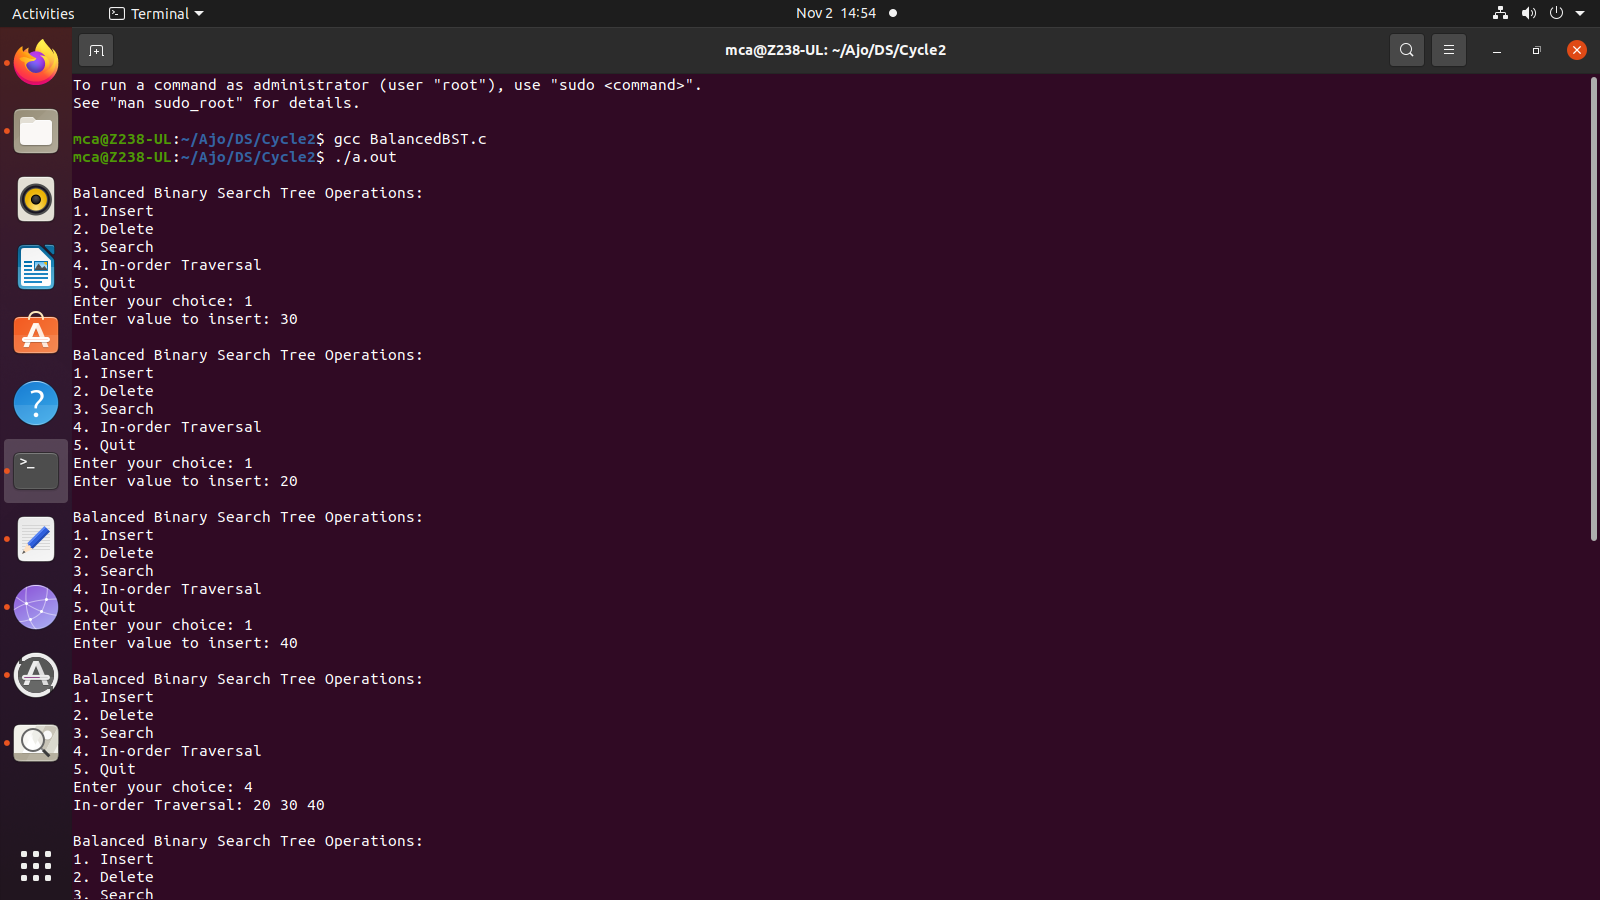 Activities
Terminal
Nov 2 14:54
mca@Z238-UL: ~/Ajo/DS/Cycle2
To run a command as administrator (user "root"), use "sudo <command>".
See "man sudo_root" for details.
mca@Z238-UL:~/Ajo/DS/Cycle2$ gcc BalancedBST.c
mca@Z238-UL:~/Ajo/DS/Cycle2$ ./a.out
Balanced Binary Search Tree Operations:
1. Insert
2. Delete
3. Search
4. In-order Traversal
5. Quit
Enter your choice: 1
Enter value to insert: 30
Balanced Binary Search Tree Operations:
1. Insert
2. Delete
3. Search
4. In-order Traversal
5. Quit
Enter your choice: 1
Enter value to insert: 20
Balanced Binary Search Tree Operations:
1. Insert
2. Delete
3. Search
4. In-order Traversal
5. Quit
Enter your choice: 1
Enter value to insert: 40
Balanced Binary Search Tree Operations:
1. Insert
2. Delete
3. Search
4. In-order Traversal
5. Quit
Enter your choice: 4
In-order Traversal: 20 30 40
Balanced Binary Search Tree Operations:
1. Insert
2. Delete
3. Search